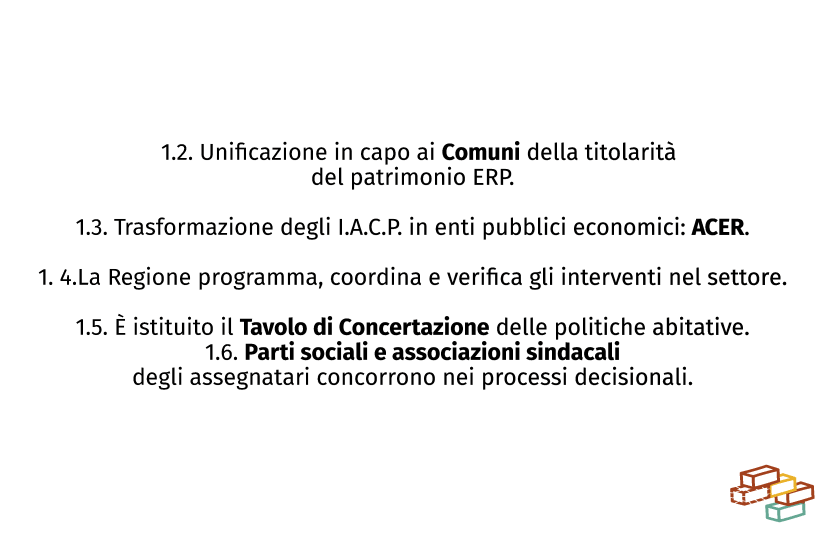 1.2. Unificazione in capo ai Comuni della titolarità
del patrimonio ERP.
1.3. Trasformazione degli I.A.C.P. in enti pubblici economici: ACER.
1. 4.La Regione programma, coordina e verifica gli interventi nel settore.
1.5. È istituito il Tavolo di Concertazione delle politiche abitative.
1.6. Parti sociali e associazioni sindacali
degli assegnatari concorrono nei processi decisionali.